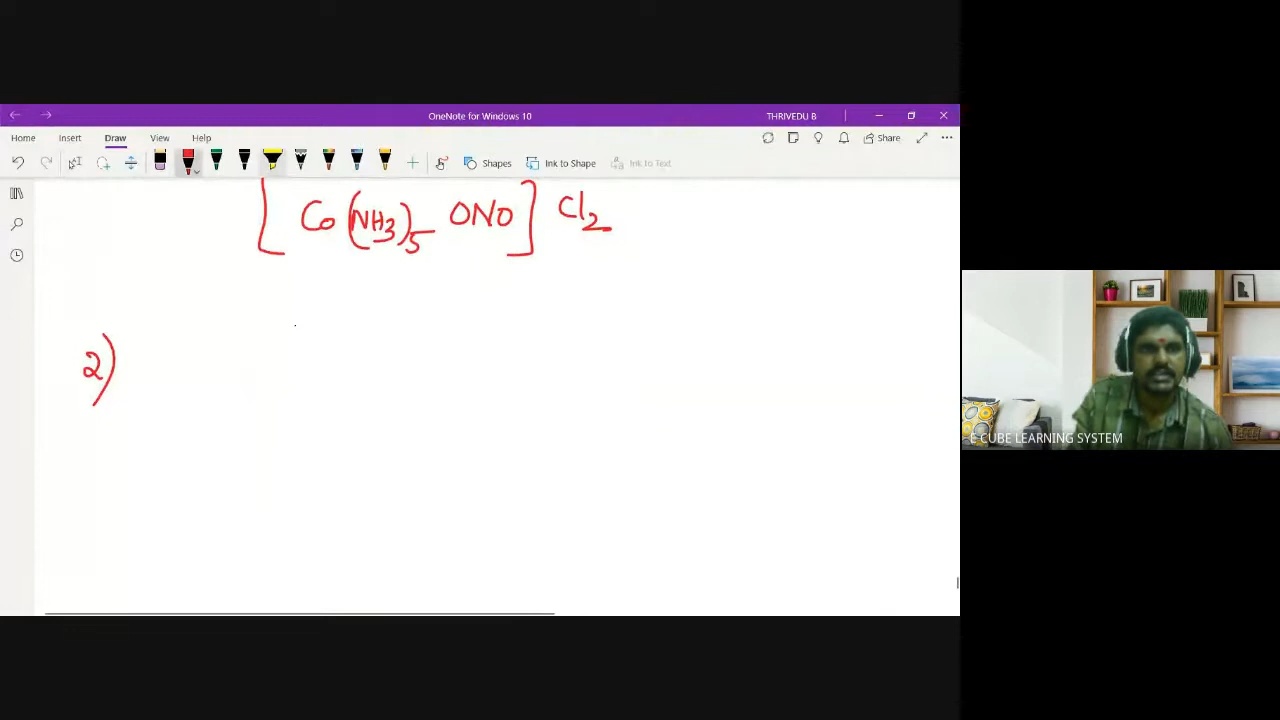 OneNote for Windows 10
THRIVEDU B
Home Insert Draw View Help
Share
Shapes Ink to Shape Ink to Text
[Co(NH3)5 ONO] Cl2
2)
E CUBE LEARNING SYSTEM